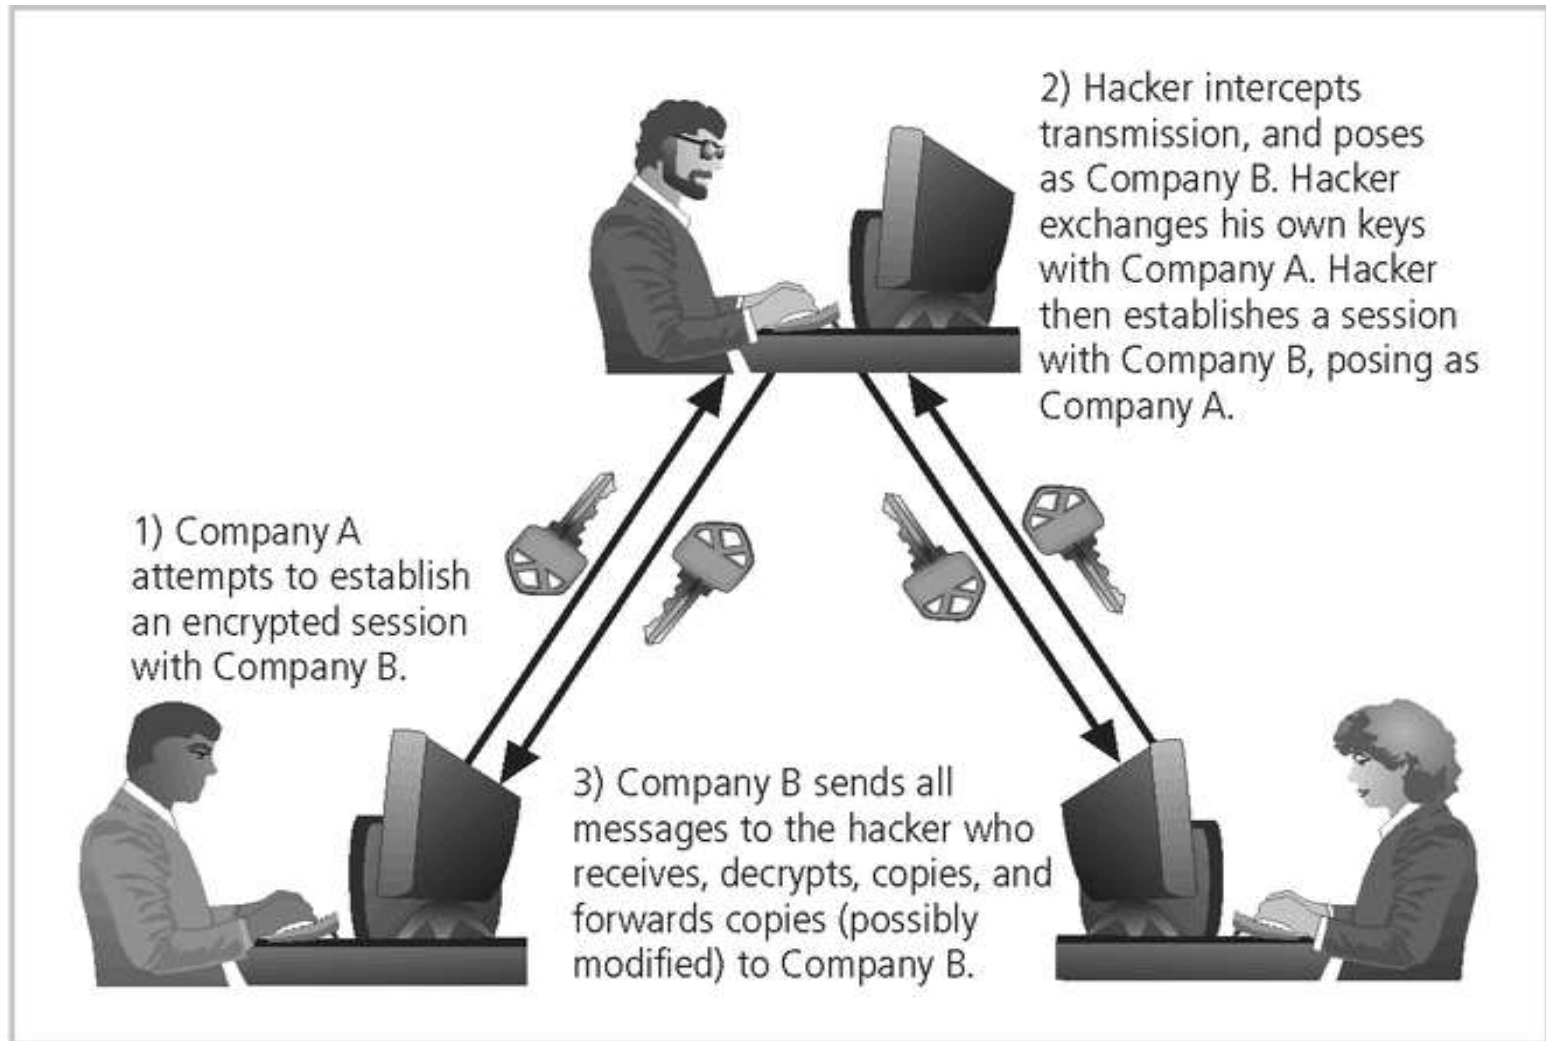 1) Company A
attempts to establish
an encrypted session
with Company B.
2) Hacker intercepts
transmission, and poses
as Company B. Hacker
exchanges his own keys
with Company A. Hacker
then establishes a session
with Company B, posing as
Company A.
3) Company B sends all
messages to the hacker who
receives, decrypts, copies, and
forwards copies (possibly
modified) to Company B.